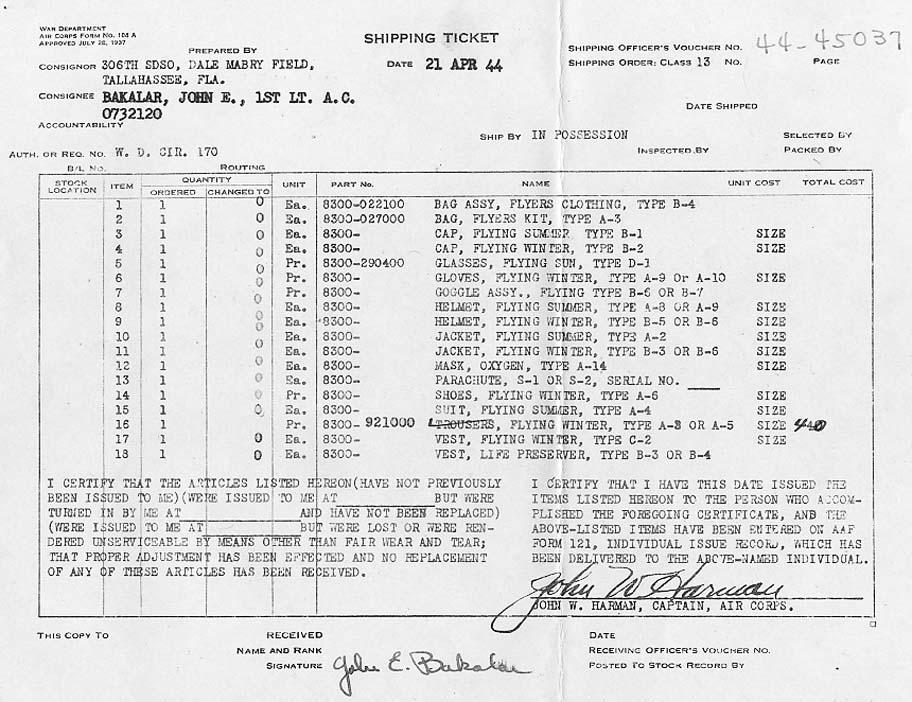 WAR DEPARTMENT
AIR CORPS FORM NO. 104 A
APPROVED JULY 28, 1937
SHIPPING TICKET
PREPARED BY
CONSIGNOR 306TH SDSO, DALE MABRY FIELD,
TALLAHASSEE, FLA.
DATE 21 APR 44
SHIPPING OFFICER'S VOUCHER NO. 44-45037
SHIPPING ORDER: CLASS 13 NO. PAGE
CONSIGNEE BAKALAR, JOHN E., 1ST LT. A.C.
0732120
DATE SHIPPED
ACCOUNTABILITY
SHIP BY IN POSSESSION
SELECTED BY
AUTH. OR REQ. NO. W. D. CIR. 170
INSPECTED BY
PACKED BY
B/L NO. ROUTING
STOCK LOCATION ITEM QUANTITY ORDERED CHANGED TO UNIT PART NO. NAME UNIT COST TOTAL COST
1 1 0 Ea. 8300-022100 BAG ASSY, FLYERS CLOTHING, TYPE B-4
2 1 0 Ea. 8300-027000 BAG, FLYERS KIT, TYPE A-3
3 1 0 Ea. 8300- CAP, FLYING SUMMER, TYPE B-1 SIZE
4 1 0 Ea. 8300- CAP, FLYING WINTER, TYPE B-2 SIZE
5 1 0 Pr. 8300-290400 GLASSES, FLYING SUN, TYPE D-1
6 1 0 Pr. 8300- GLOVES, FLYING WINTER, TYPE A-9 Or A-10 SIZE
7 1 0 Pr. 8300- GOGGLE ASSY., FLYING TYPE B-6 OR B-7
8 1 0 Ea. 8300- HELMET, FLYING SUMMER, TYPE A-8 OR A-9 SIZE
9 1 0 Ea. 8300- HELMET, FLYING WINTER, TYPE B-5 OR B-6 SIZE
10 1 0 Ea. 8300- JACKET, FLYING SUMMER, TYPE A-2 SIZE
11 1 0 Ea. 8300- JACKET, FLYING WINTER, TYPE B-3 OR B-6 SIZE
12 1 0 Ea. 8300- MASK, OXYGEN, TYPE A-14 SIZE
13 1 0 Ea. 8300- PARACHUTE, S-1 OR S-2, SERIAL NO. ____
14 1 0 Pr. 8300- SHOES, FLYING WINTER, TYPE A-6 SIZE
15 1 0 Ea. 8300- SUIT, FLYING SUMMER, TYPE A-4 SIZE
16 1 Pr. 8300-921000 TROUSERS, FLYING WINTER, TYPE A-3 OR A-5 SIZE
17 1 0 Ea. 8300- VEST, FLYING WINTER, TYPE C-2 SIZE
18 1 0 Ea. 8300- VEST, LIFE PRESERVER, TYPE B-3 OR B-4
I CERTIFY THAT THE ARTICLES LISTED HEREON(HAVE NOT PREVIOUSLY
BEEN ISSUED TO ME)(WERE ISSUED TO ME AT ____ BUT WERE
TURNED IN BY ME AT ____ AND HAVE NOT BEEN REPLACED)
(WERE ISSUED TO ME AT ____ BUT WERE LOST OR WERE REN-
DERED UNSERVICEABLE BY MEANS OTHER THAN FAIR WEAR AND TEAR;
THAT PROPER ADJUSTMENT HAS BEEN EFFECTED AND NO REPLACEMENT
OF ANY OF THESE ARTICLES HAS BEEN RECEIVED.
I CERTIFY THAT I HAVE THIS DATE ISSUED THE
ITEMS LISTED HEREON TO THE PERSON WHO ACCOM-
PLISHED THE FOREGOING CERTIFICATE, AND THE
ABOVE-LISTED ITEMS HAVE BEEN ENTERED ON AAF
FORM 121, INDIVIDUAL ISSUE RECORD, WHICH HAS
BEEN DELIVERED TO THE ABOVE-NAMED INDIVIDUAL.
John W Harman
JOHN W. HARMAN, CAPTAIN, AIR CORPS.
THIS COPY TO
RECEIVED
NAME AND RANK
SIGNATURE John E. Bakalar
DATE
RECEIVING OFFICER'S VOUCHER NO.
POSTED TO STOCK RECORD BY